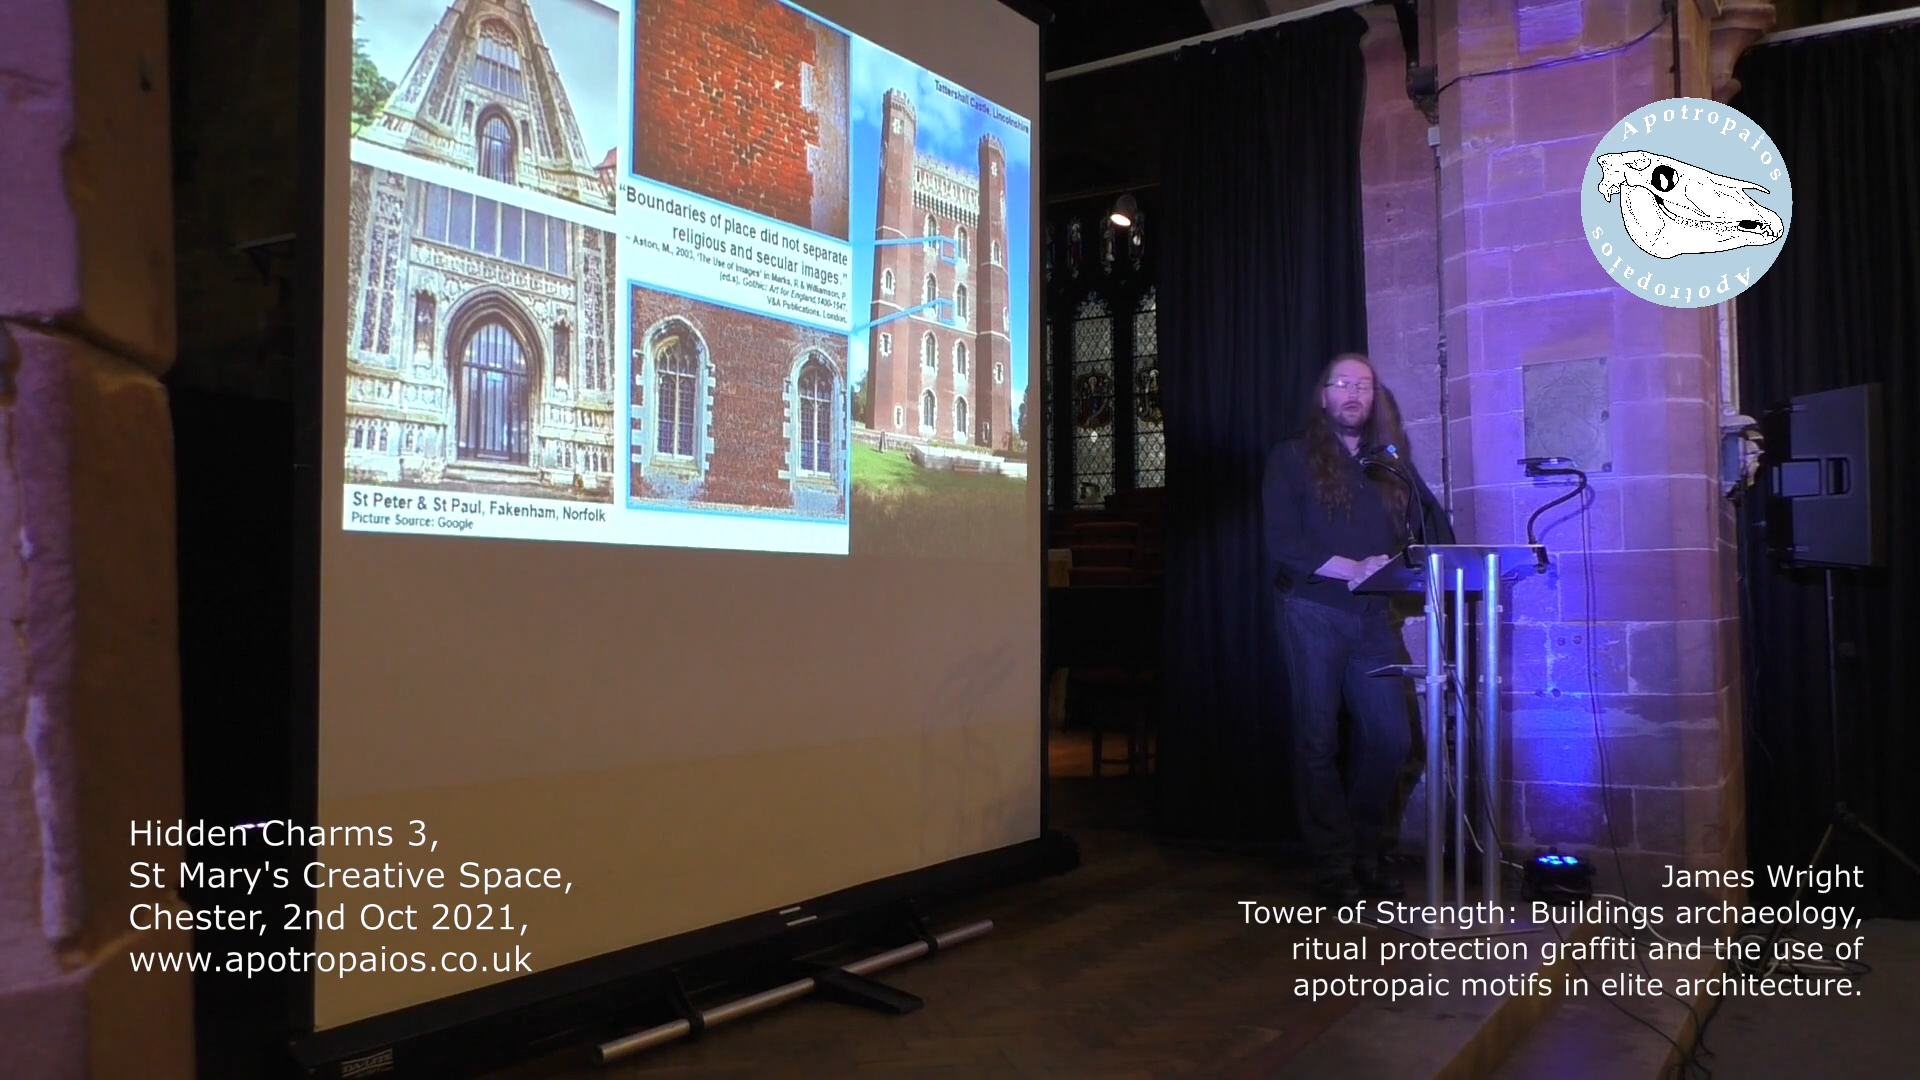 Tattershall Castle, Lincolnshire
"Boundaries of place did not separate
religious and secular images."
- Aston, M., 2003, 'The Use of Images' in Marks, R & Williamson, P.
(ed.s), Gothic: Art for England 1400-1547.
V&A Publications. London.
St Peter & St Paul, Fakenham, Norfolk
Picture Source: Google
Apotropaios
Apotropaios
Hidden Charms 3,
St Mary's Creative Space,
Chester, 2nd Oct 2021,
www.apotropaios.co.uk
James Wright
Tower of Strength: Buildings archaeology,
ritual protection graffiti and the use of
apotropaic motifs in elite architecture.
DA-LITE